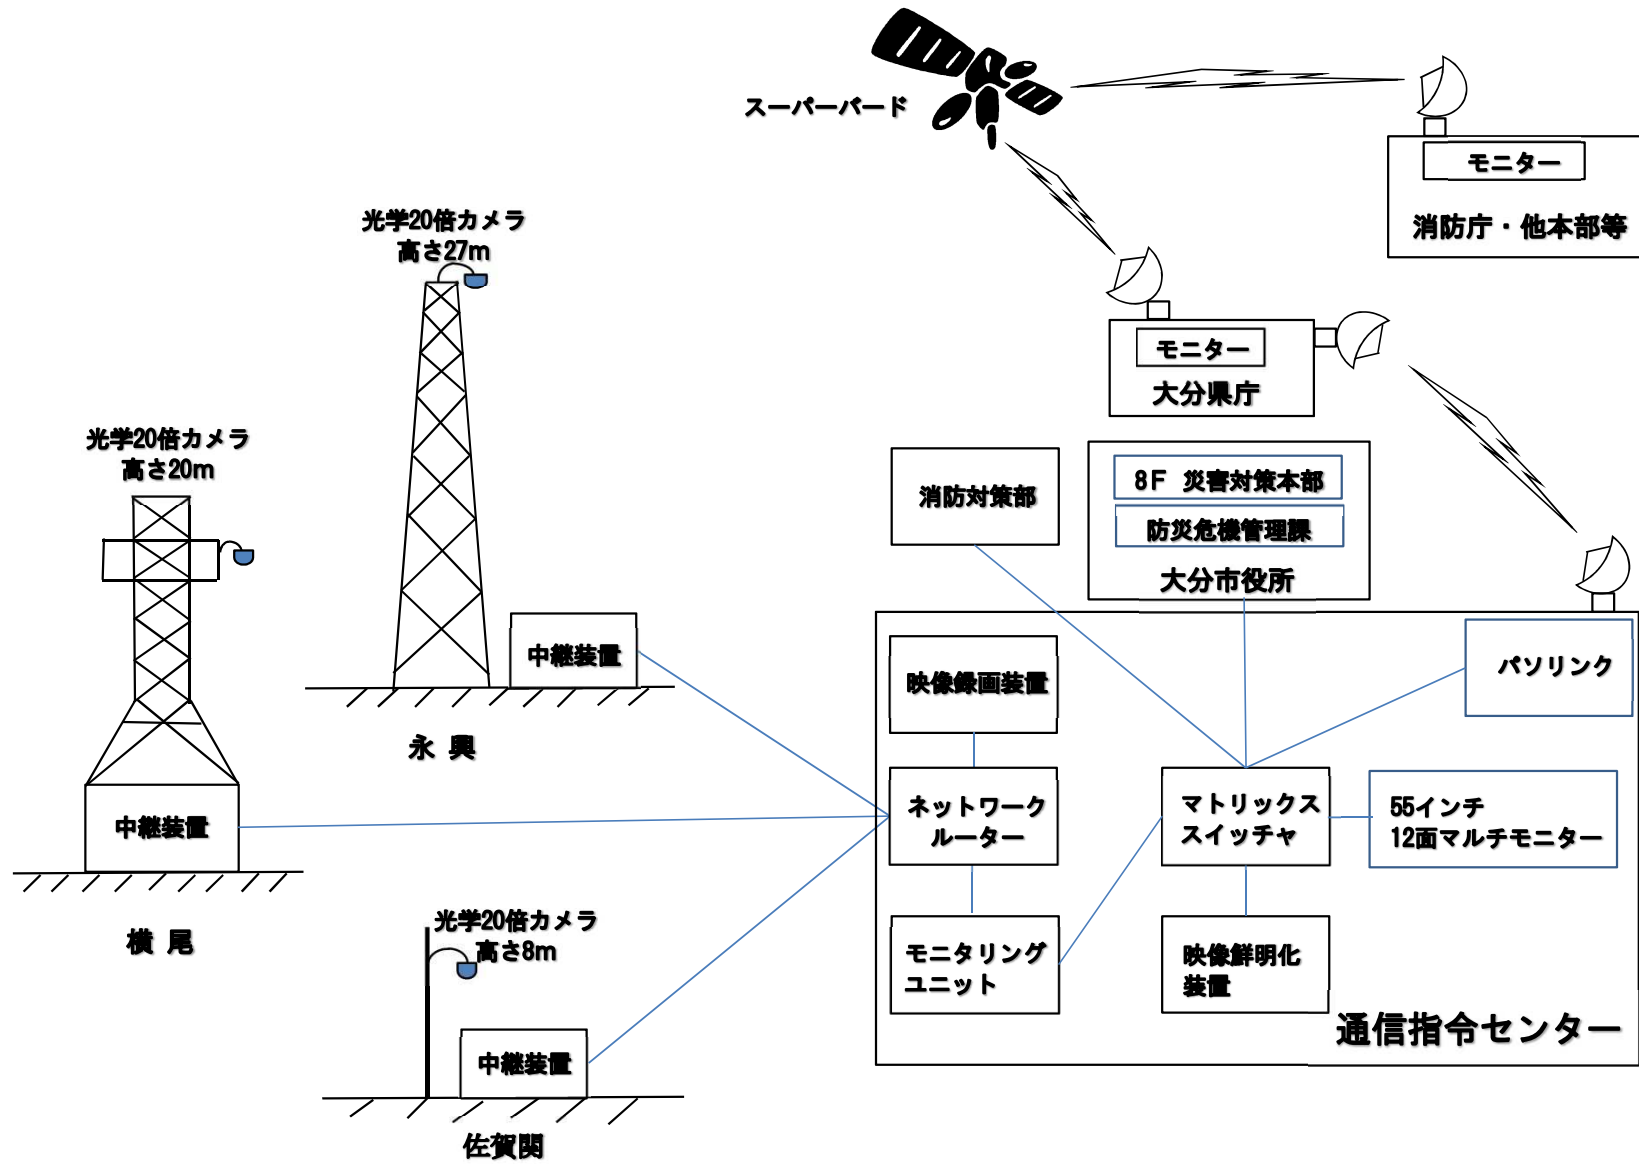 スーパーバード
モニター
消防庁・他本部等
光学20倍カメラ
高さ27m
モニター
大分県庁
光学20倍カメラ
高さ20m
消防対策部
8F 災害対策本部
防災危機管理課
大分市役所
中継装置
永 興
映像録画装置
パソリンク
中継装置
横 尾
ネットワーク
ルーター
マトリックス
スイッチャ
55インチ
12面マルチモニター
光学20倍カメラ
高さ8m
中継装置
佐賀関
モニタリング
ユニット
映像鮮明化
装置
通信指令センター